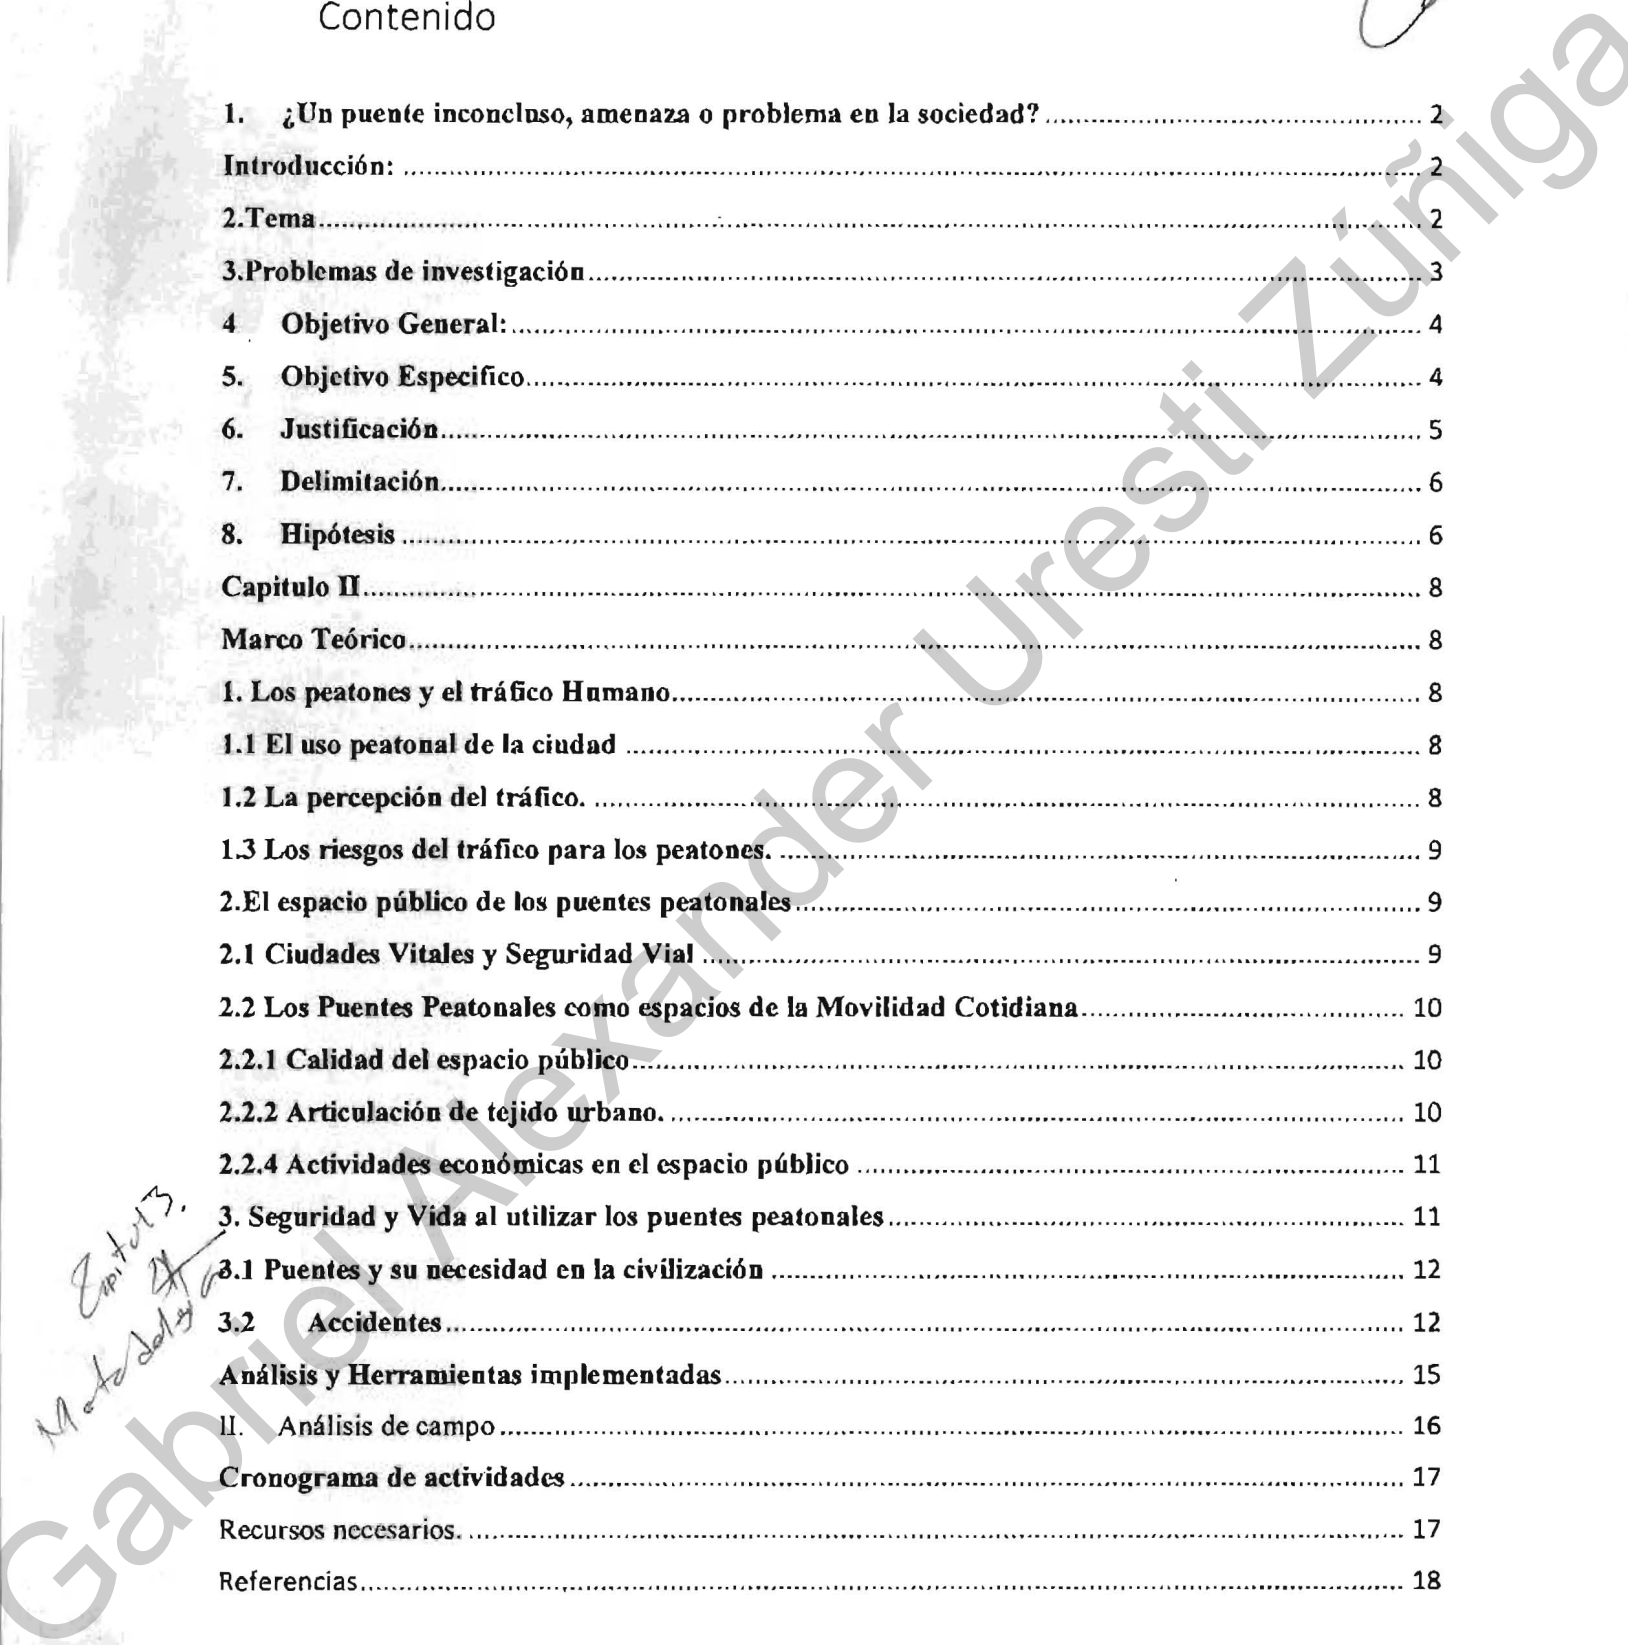 Contenido
1. ¿Un puente inconcluso, amenaza o problema en la sociedad? 2
Introducción: 2
2.Tema 2
3.Problemas de investigación 3
4 Objetivo General: 4
5. Objetivo Especifico 4
6. Justificación 5
7. Delimitación 6
8. Hipótesis 6
Capitulo II 8
Marco Teórico 8
1. Los peatones y el tráfico Humano 8
1.1 El uso peatonal de la ciudad 8
1.2 La percepción del tráfico. 8
1.3 Los riesgos del tráfico para los peatones. 9
2.El espacio público de los puentes peatonales 9
2.1 Ciudades Vitales y Seguridad Vial 9
2.2 Los Puentes Peatonales como espacios de la Movilidad Cotidiana 10
2.2.1 Calidad del espacio público 10
2.2.2 Articulación de tejido urbano. 10
2.2.4 Actividades económicas en el espacio público 11
3. Seguridad y Vida al utilizar los puentes peatonales 11
3.1 Puentes y su necesidad en la civilización 12
3.2 Accidentes 12
Análisis y Herramientas implementadas 15
II. Análisis de campo 16
Cronograma de actividades 17
Recursos necesarios. 17
Referencias 18
Gabriel Alexander Uresti Zúñiga